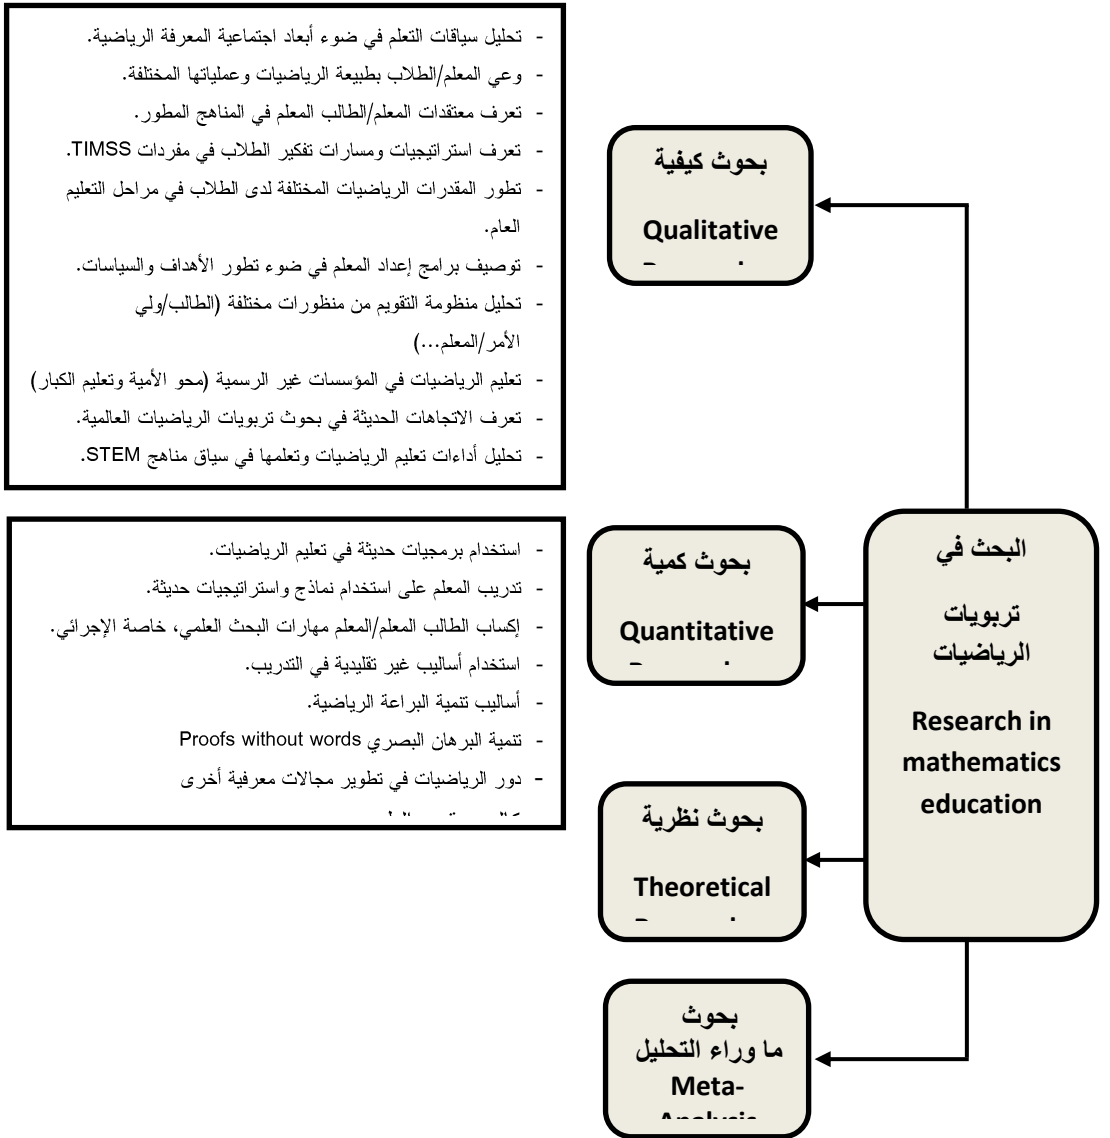 - تحليل سياقات التعلم في ضوء أبعاد اجتماعية المعرفة الرياضية.
- وعي المعلم/الطلاب بطبيعة الرياضيات وعملياتها المختلفة.
- تعرف معتقدات المعلم/الطالب المعلم في المناهج المطور.
- تعرف استراتيجيات ومسارات تفكير الطلاب في مفردات TIMSS.
- تطور المقدرات الرياضيات المختلفة لدى الطلاب في مراحل التعليم
العام.
- توصيف برامج إعداد المعلم في ضوء تطور الأهداف والسياسات.
- تحليل منظومة التقويم من منظورات مختلفة (الطالب/ولي
الأمر/المعلم...)
- تعليم الرياضيات في المؤسسات غير الرسمية (محو الأمية وتعليم الكبار)
- تعرف الاتجاهات الحديثة في بحوث تربويات الرياضيات العالمية.
- تحليل أداءات تعليم الرياضيات وتعلمها في سياق مناهج STEM.
بحوث كيفية
Qualitative
- استخدام برمجيات حديثة في تعليم الرياضيات.
- تدريب المعلم على استخدام نماذج واستراتيجيات حديثة.
- إكساب الطالب المعلم/المعلم مهارات البحث العلمي، خاصة الإجرائي.
- استخدام أساليب غير تقليدية في التدريب.
- أساليب تنمية البراعة الرياضية.
- تنمية البرهان البصري Proofs without words
- دور الرياضيات في تطوير مجالات معرفية أخرى
بحوث كمية
Quantitative
البحث في
تربويات
الرياضيات
Research in
mathematics
education
بحوث نظرية
Theoretical
بحوث
ما وراء التحليل
Meta-